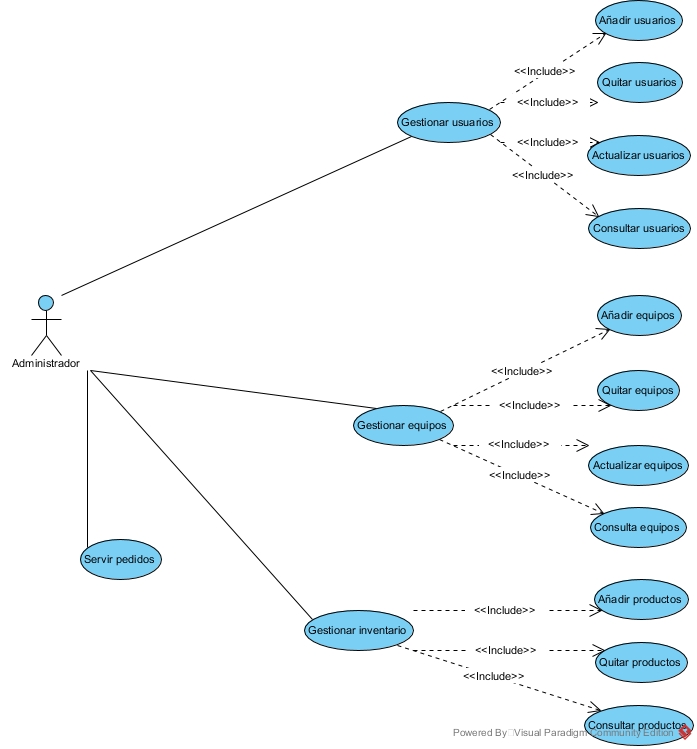 Añadir usuarios
<<Include>>
Quitar usuarios
<<Include>>
Gestionar usuarios
<<Include>>
Actualizar usuarios
<<Include>>
Consultar usuarios
Administrador
Añadir equipos
<<Include>>
Quitar equipos
<<Include>>
Gestionar equipos
<<Include>>
Actualizar equipos
<<Include>>
Consulta equipos
Servir pedidos
Añadir productos
<<Include>>
Gestionar inventario
<<Include>>
Quitar productos
<<Include>>
Consultar productos
Powered By Visual Paradigm Community Edition